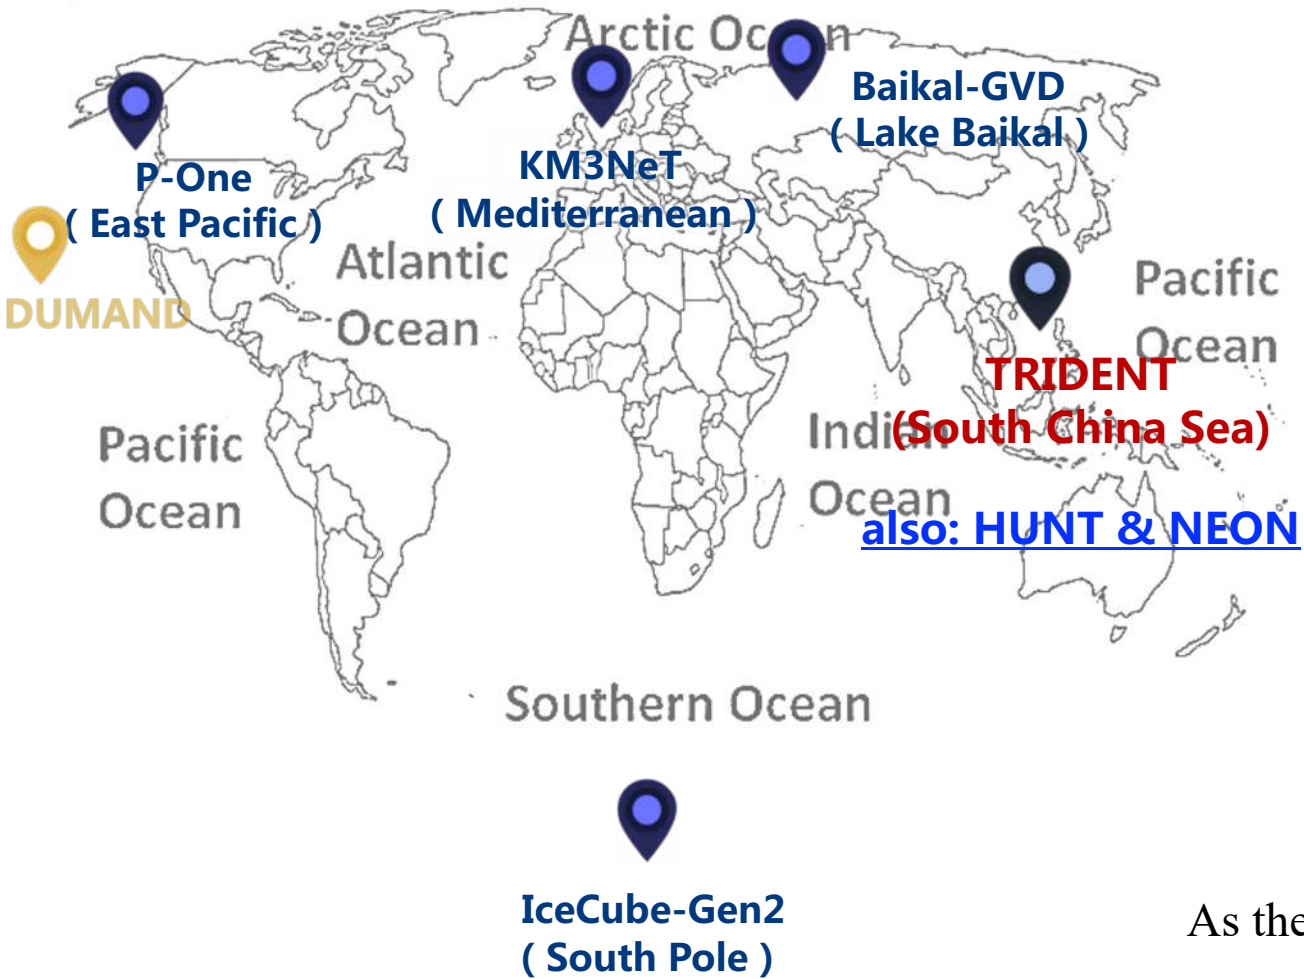 Arctic Ocean
Baikal-GVD
( Lake Baikal )
KM3NeT
( Mediterranean )
P-One
( East Pacific )
DUMAND
Atlantic
Ocean
Pacific
Ocean
TRIDENT
(South China Sea)
Pacific
Ocean
Indian
Ocean
also: HUNT & NEON
Southern Ocean
IceCube-Gen2
( South Pole )
As the